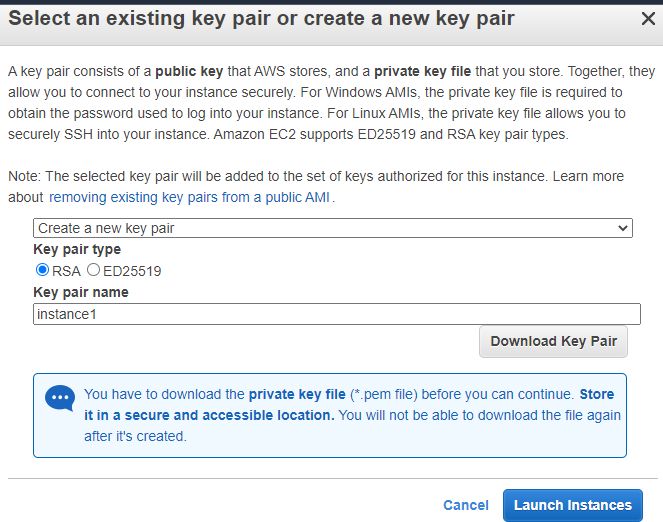 Select an existing key pair or create a new key pair
A key pair consists of a public key that AWS stores, and a private key file that you store. Together, they
allow you to connect to your instance securely. For Windows AMIs, the private key file is required to
obtain the password used to log into your instance. For Linux AMIs, the private key file allows you to
securely SSH into your instance. Amazon EC2 supports ED25519 and RSA key pair types.
Note: The selected key pair will be added to the set of keys authorized for this instance. Learn more
about removing existing key pairs from a public AMI .
Create a new key pair
Key pair type
RSA ED25519
Key pair name
instance1
Download Key Pair
You have to download the private key file (*.pem file) before you can continue. Store
it in a secure and accessible location. You will not be able to download the file again
after it's created.
Cancel Launch Instances